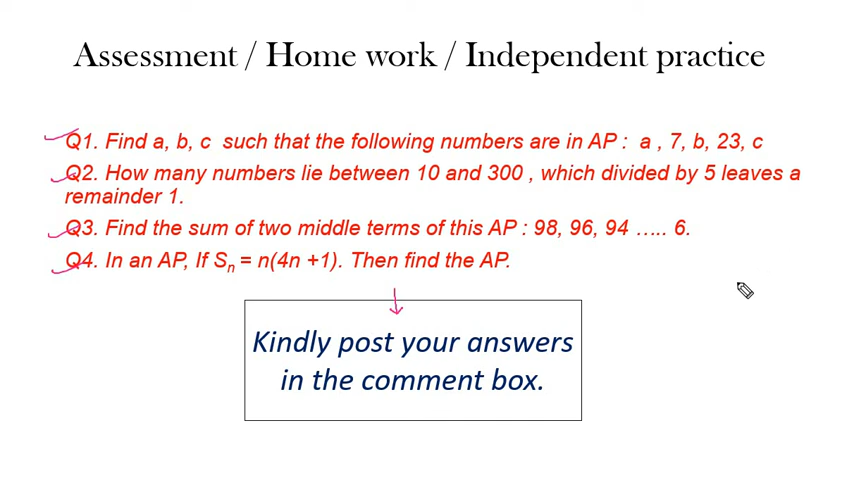 Assessment / Home work / Independent practice
Q1. Find a, b, c such that the following numbers are in AP : a , 7, b, 23, c
Q2. How many numbers lie between 10 and 300 , which divided by 5 leaves a
remainder 1.
Q3. Find the sum of two middle terms of this AP : 98, 96, 94 ..... 6.
Q4. In an AP, If Sn = n(4n +1). Then find the AP.
Kindly post your answers
in the comment box.